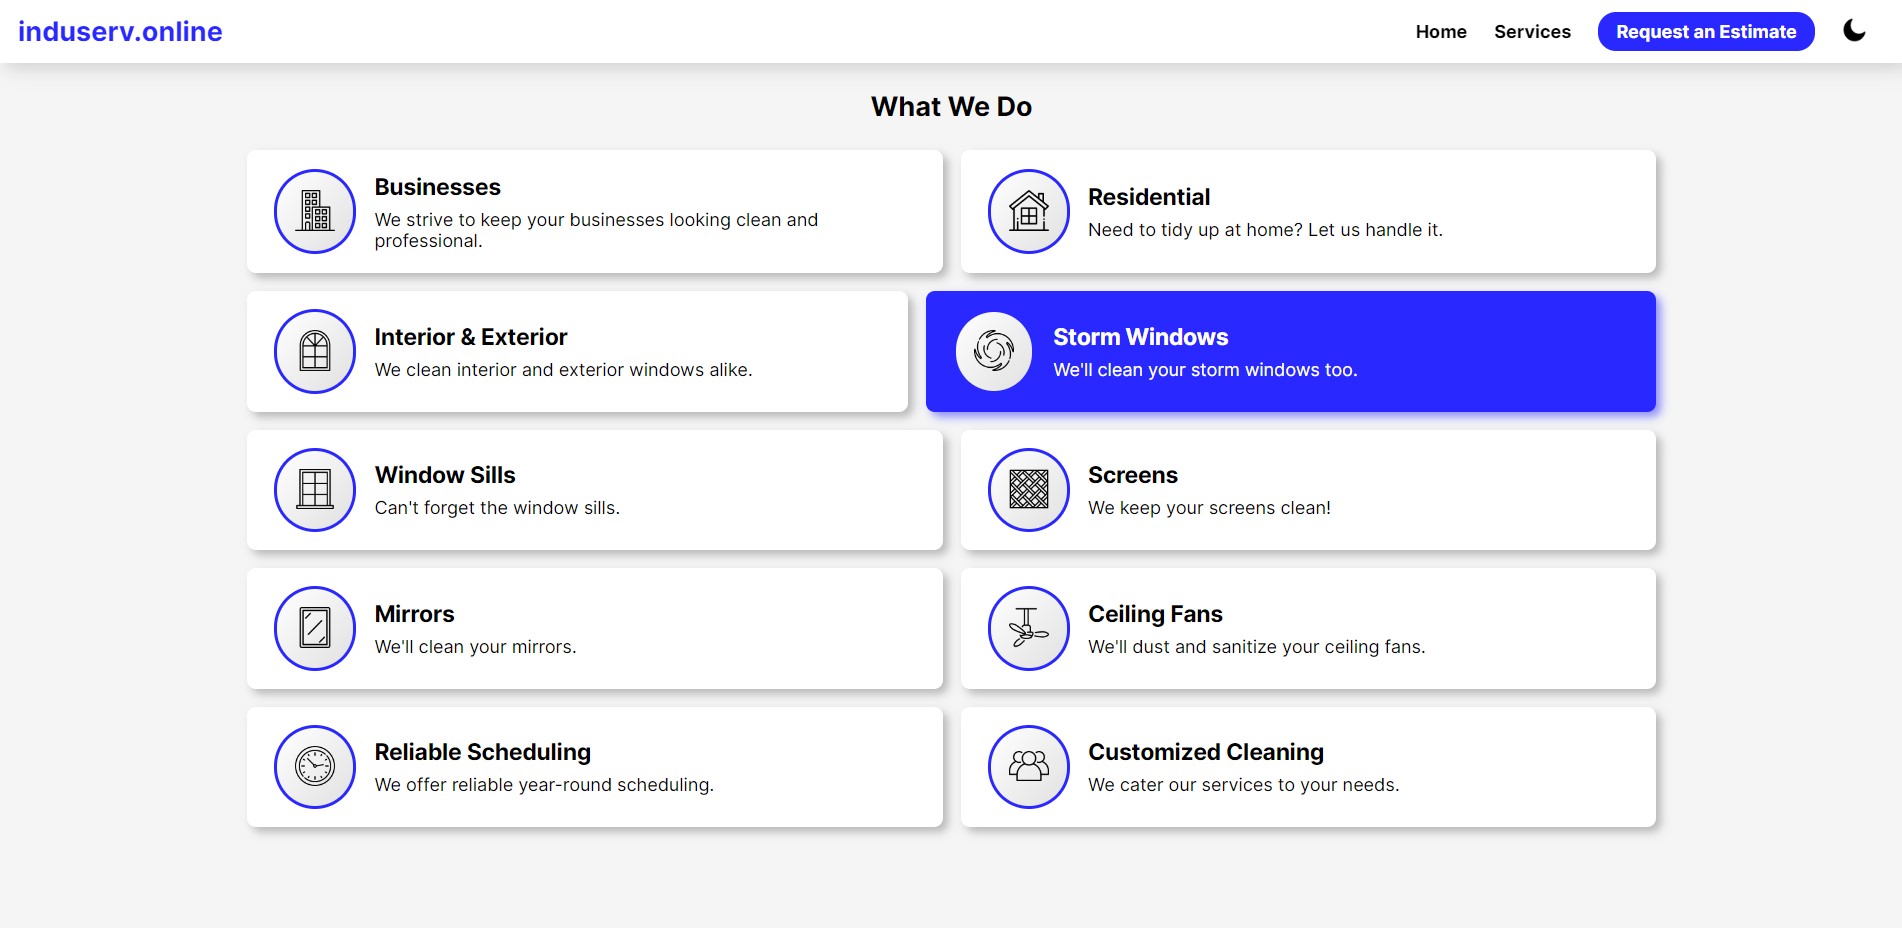 induserv.online
Home
Services
Request an Estimate
What We Do
Businesses
We strive to keep your businesses looking clean and
professional.
Residential
Need to tidy up at home? Let us handle it.
Interior & Exterior
We clean interior and exterior windows alike.
Storm Windows
We'll clean your storm windows too.
Window Sills
Can't forget the window sills.
Screens
We keep your screens clean!
Mirrors
We'll clean your mirrors.
Ceiling Fans
We'll dust and sanitize your ceiling fans.
Reliable Scheduling
We offer reliable year-round scheduling.
Customized Cleaning
We cater our services to your needs.